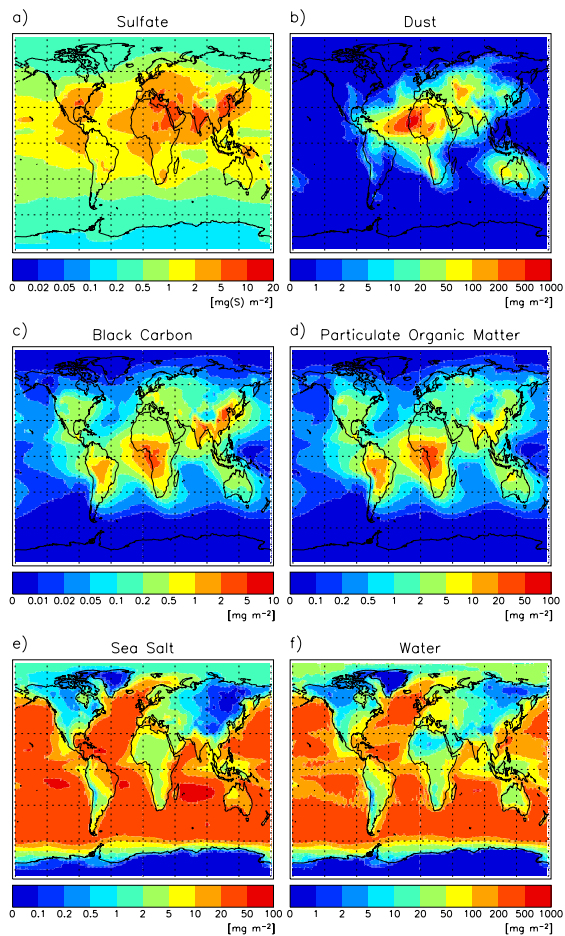 a) Sulfate
b) Dust
0 0.02 0.05 0.1 0.2 0.5 1 2 5 10 20
[mg(S) m⁻²]
0 1 2 5 10 20 50 100 200 500 1000
[mg m⁻²]
c) Black Carbon
d) Particulate Organic Matter
0 0.01 0.02 0.05 0.1 0.2 0.5 1 2 5 10
[mg m⁻²]
0 0.1 0.2 0.5 1 2 5 10 20 50 100
[mg m⁻²]
e) Sea Salt
f) Water
0 0.1 0.2 0.5 1 2 5 10 20 50 100
[mg m⁻²]
0 1 2 5 10 20 50 100 200 500 1000
[mg m⁻²]